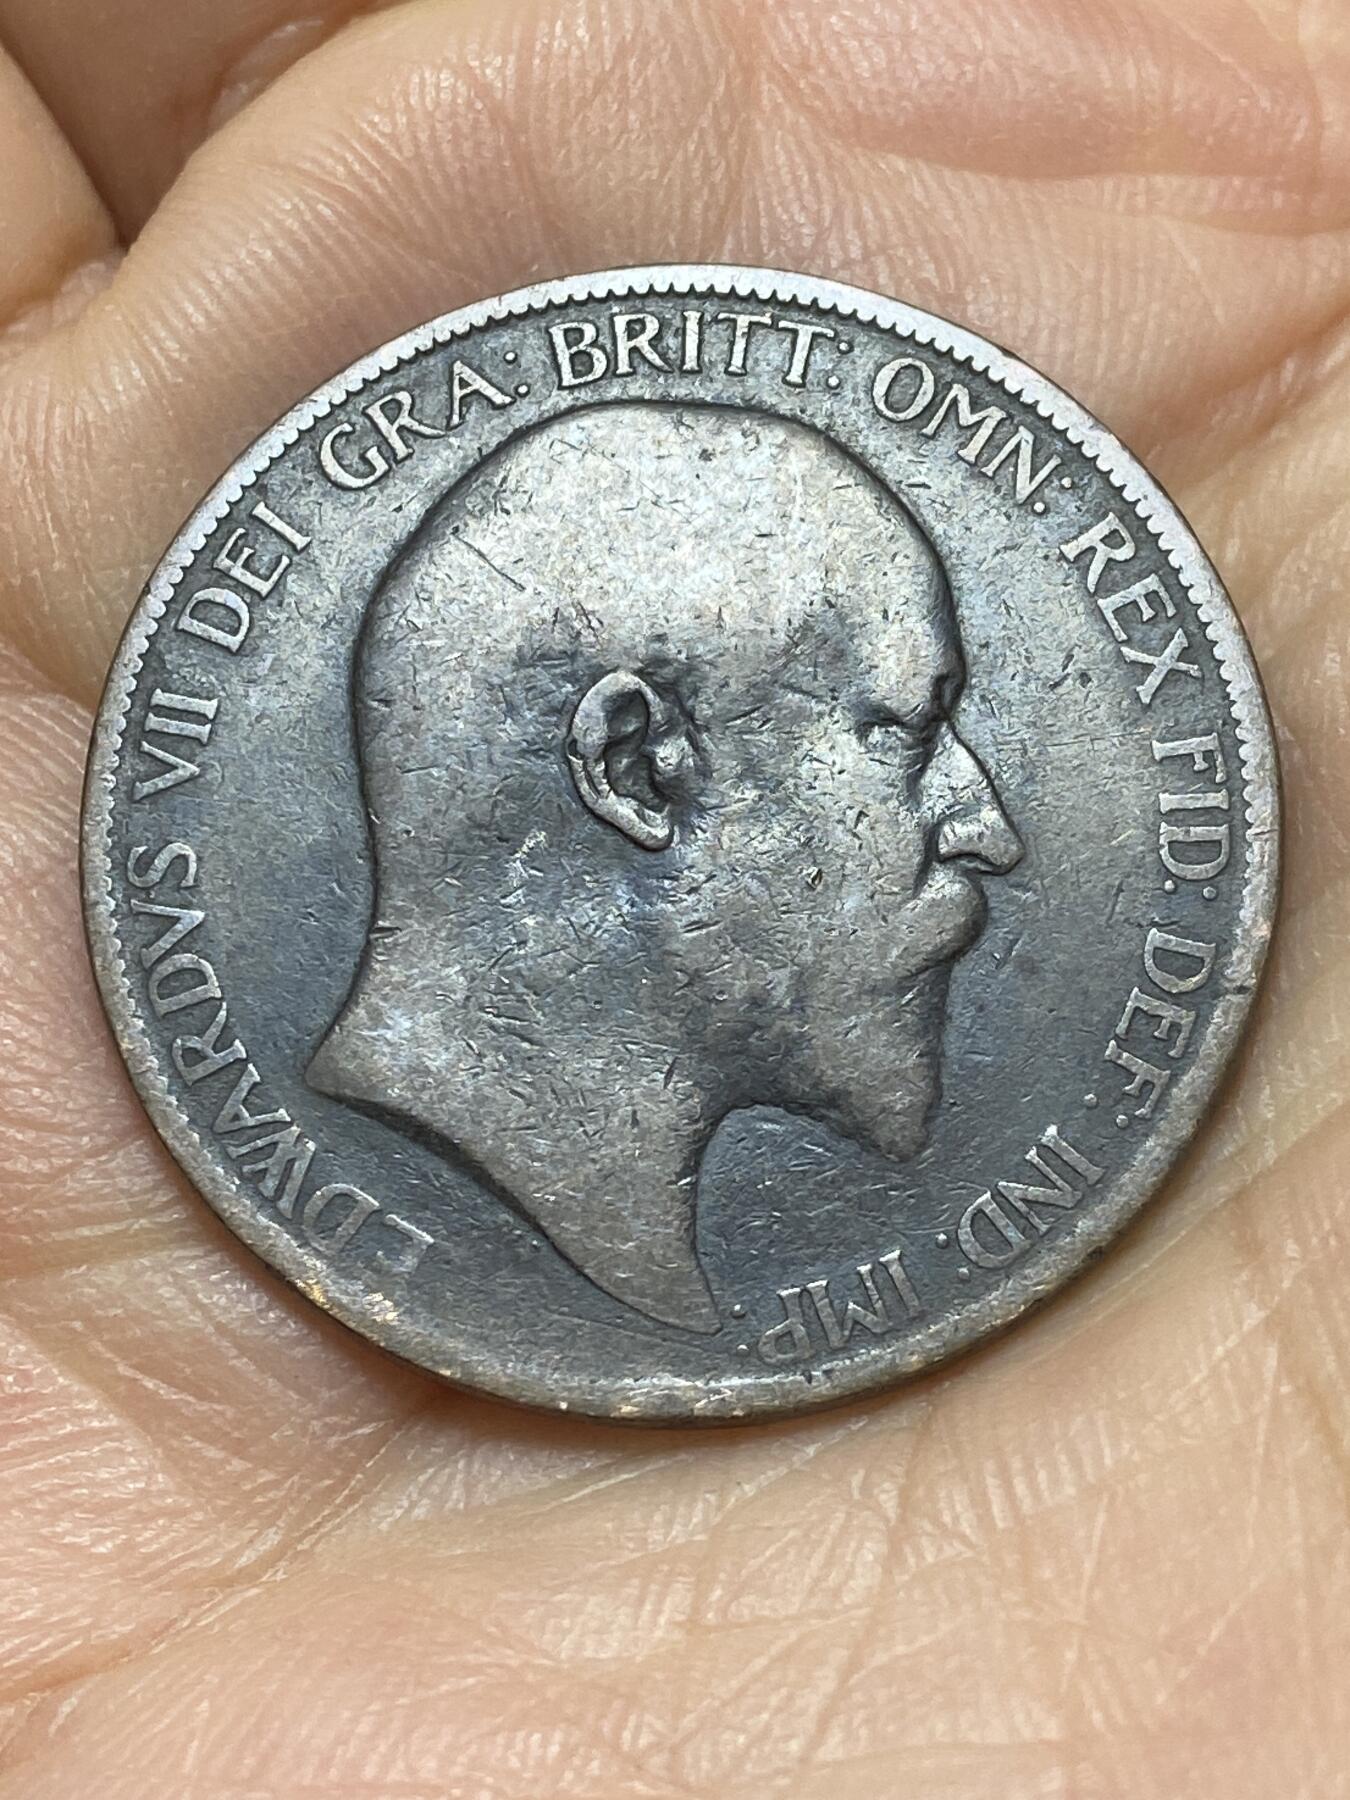 EDWARDVS VII DEI GRA: BRITT: OMN: REX FID: DEF: IND: IMP: